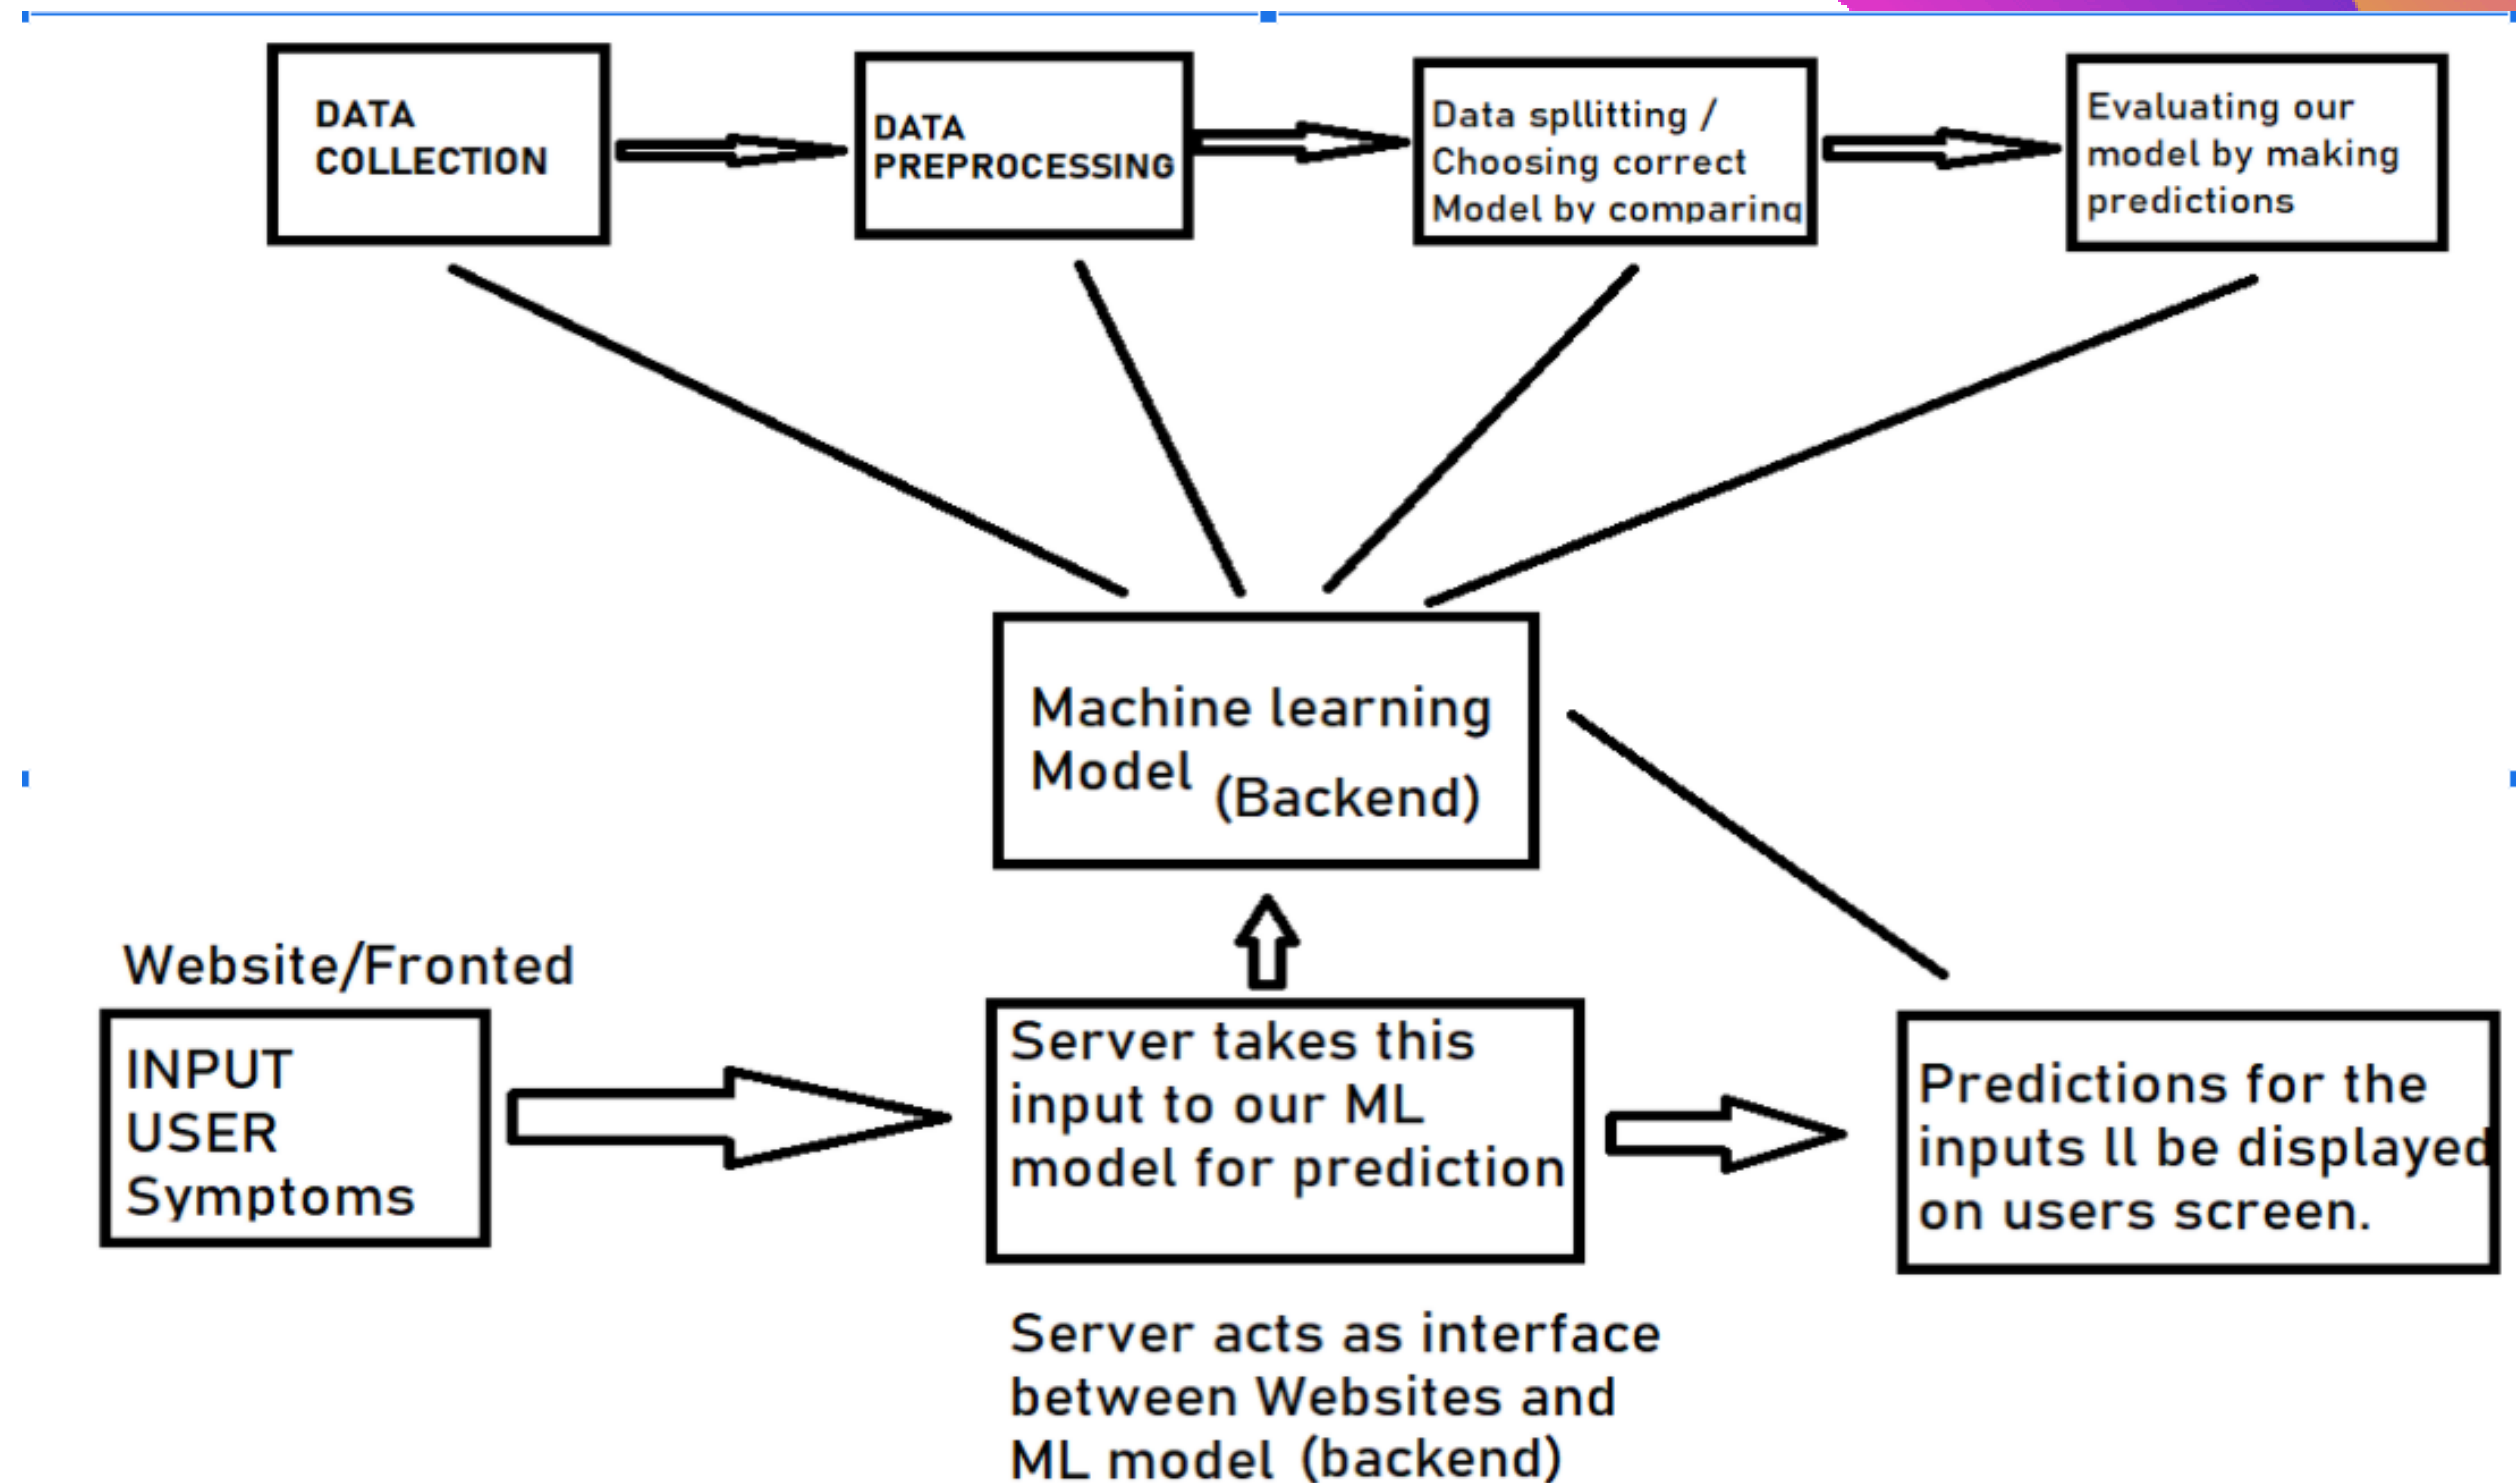 DATA
COLLECTION
DATA
PREPROCESSING
Data spllitting /
Choosing correct
Model by comparing
Evaluating our
model by making
predictions
Machine learning
Model (Backend)
Website/Fronted
INPUT
USER
Symptoms
Server takes this
input to our ML
model for prediction
Predictions for the
inputs ll be displayed
on users screen.
Server acts as interface
between Websites and
ML model (backend)